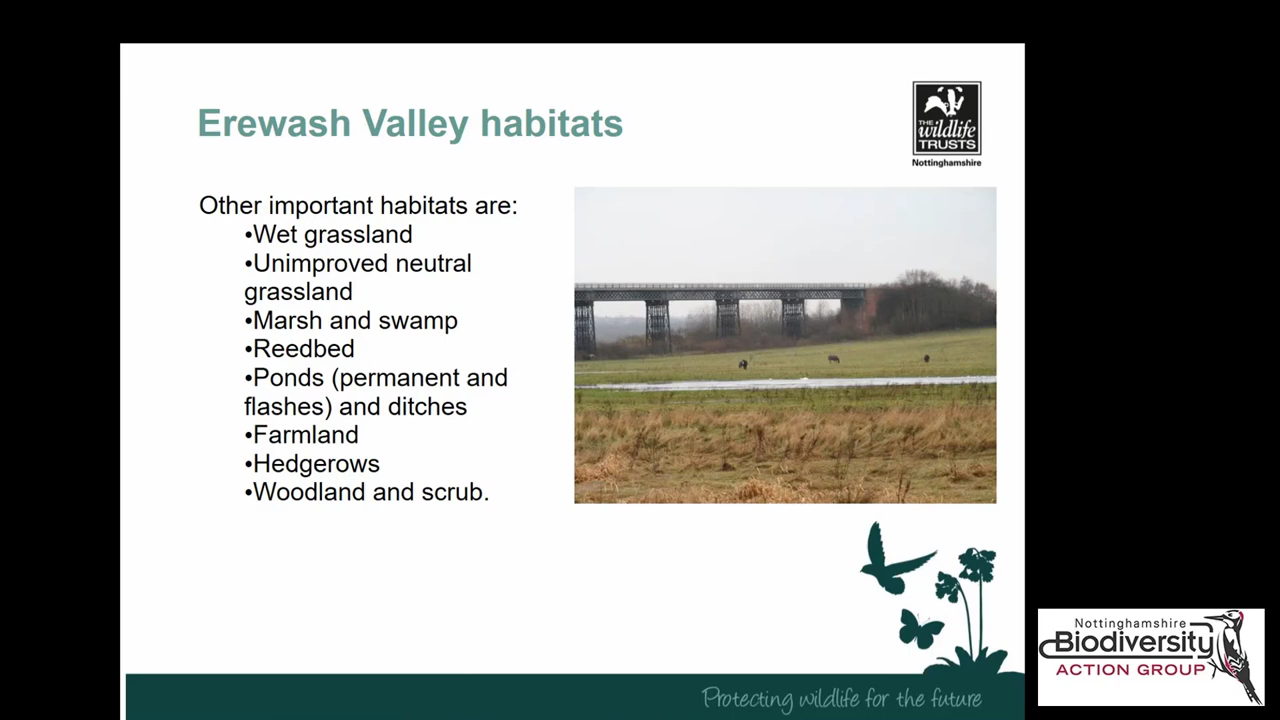 Erewash Valley habitats
THE
wildlife
TRUSTS
Nottinghamshire
Other important habitats are:
•Wet grassland
•Unimproved neutral
grassland
•Marsh and swamp
•Reedbed
•Ponds (permanent and
flashes) and ditches
•Farmland
•Hedgerows
•Woodland and scrub.
Protecting wildlife for the future
Nottinghamshire
Biodiversity
ACTION GROUP